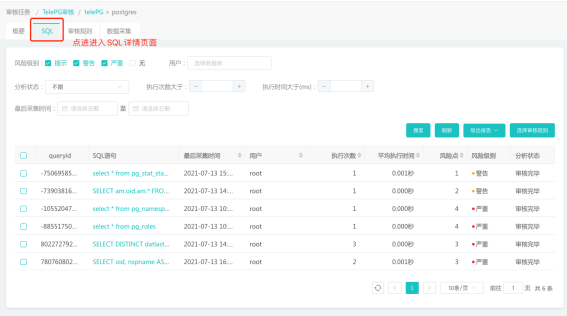 审核任务 / TelePG审核 / telePG > postgres
概要 SQL 审核规则 数据采集
点进进入 SQL详情页面
风险级别: 提示 警告 严重 无 用户: 选择数据库
分析状态: 不限 执行次数大于: - + 执行时间大于(ms): - +
最后采集时间: 请选择日期 至 请选择日期
搜索 刷新 导出报告 选择审核规则
queryid SQL语句 最后采集时间 用户 执行次数 平均执行时间 风险点 风险级别 分析状态
-75069585... select * from pg_stat_sta... 2021-07-13 15:... root 1 0.001秒 1 警告 审核完毕
-73903816... SELECT am.oid,am.* FRO... 2021-07-13 14:... root 1 0.000秒 2 警告 审核完毕
-10552047... select * from pg_namesp... 2021-07-13 10:... root 1 0.000秒 4 严重 审核完毕
-88551750... select * from pg_roles 2021-07-13 10:... root 1 0.000秒 4 严重 审核完毕
802272792... SELECT DISTINCT datlast... 2021-07-13 14:... root 3 0.000秒 3 严重 审核完毕
780760802... SELECT oid, nspname AS... 2021-07-13 16:... root 2 0.001秒 3 严重 审核完毕
< 1 > 10条/页 前往 1 页 共 6 条